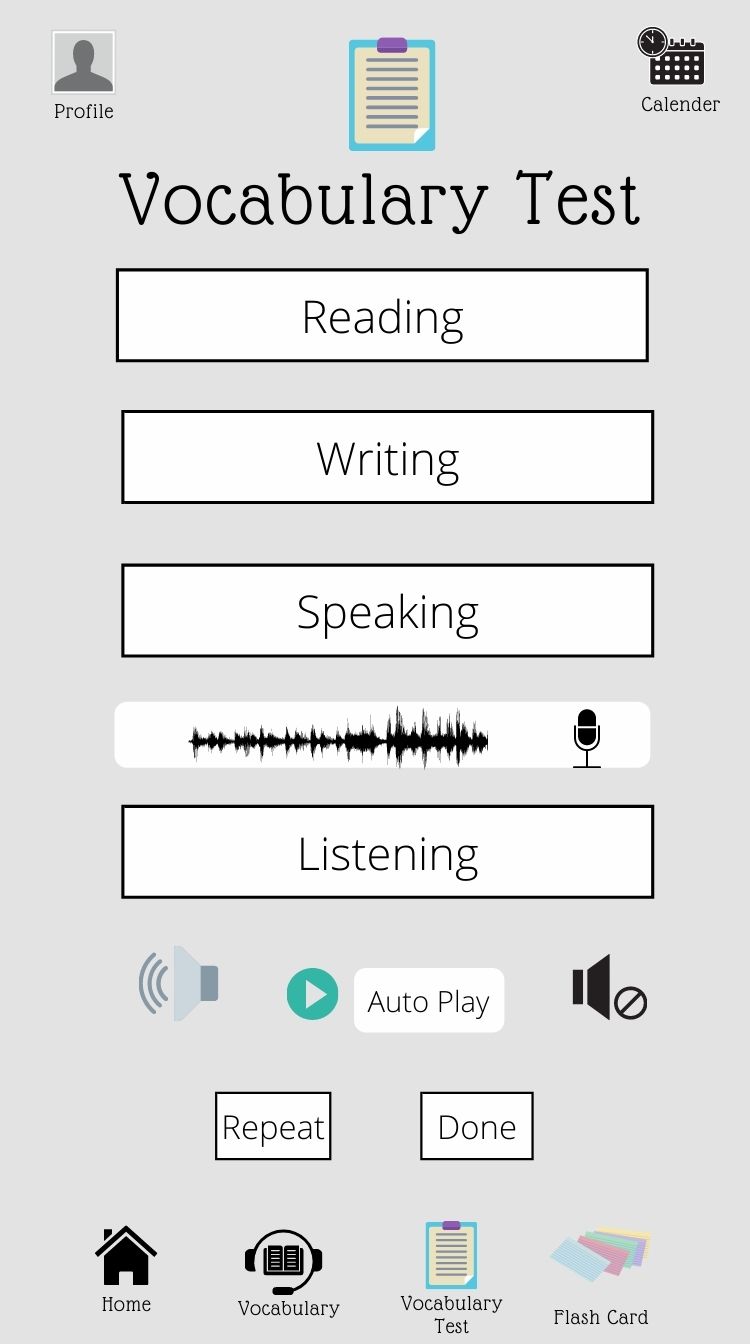 Profile
Calender
Vocabulary Test
Reading
Writing
Speaking
Listening
Auto Play
Repeat
Done
Home
Vocabulary
Vocabulary
Test
Flash Card